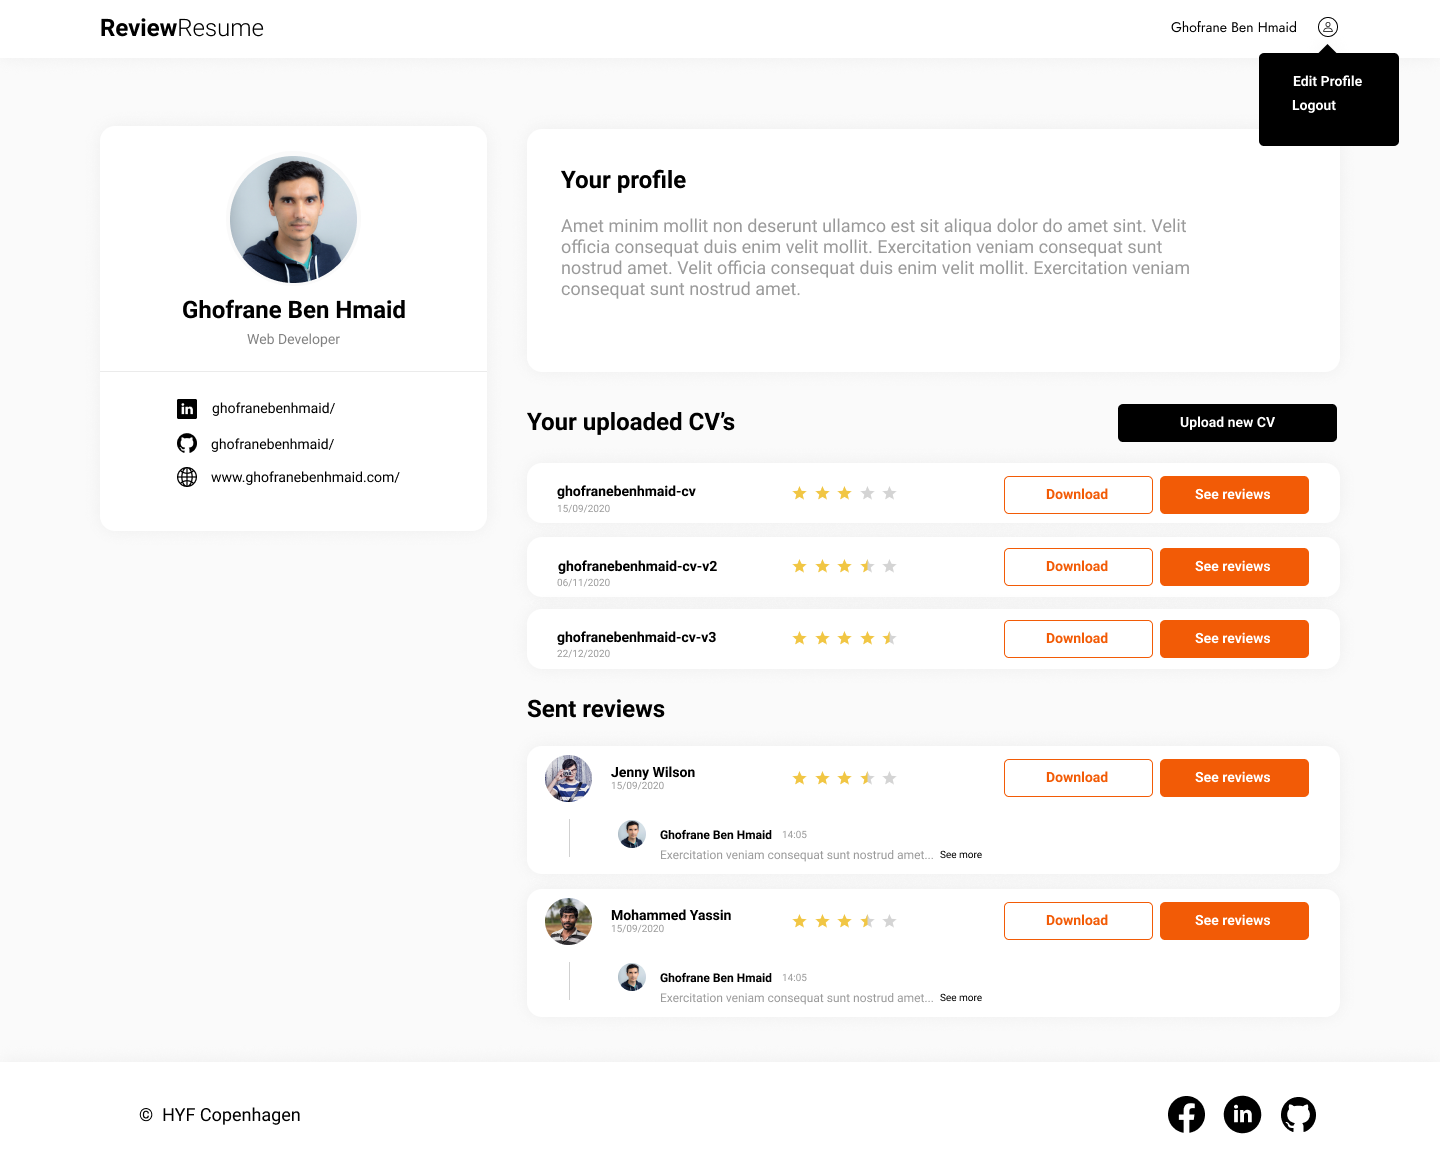 ReviewResume
Ghofrane Ben Hmaid
Edit Profile
Logout
Ghofrane Ben Hmaid
Web Developer
ghofranebenhmaid/
ghofranebenhmaid/
www.ghofranebenhmaid.com/
Your profile
Amet minim mollit non deserunt ullamco est sit aliqua dolor do amet sint. Velit
officia consequat duis enim velit mollit. Exercitation veniam consequat sunt
nostrud amet. Velit officia consequat duis enim velit mollit. Exercitation veniam
consequat sunt nostrud amet.
Your uploaded CV’s
Upload new CV
ghofranebenhmaid-cv
15/09/2020
Download
See reviews
ghofranebenhmaid-cv-v2
06/11/2020
Download
See reviews
ghofranebenhmaid-cv-v3
22/12/2020
Download
See reviews
Sent reviews
Jenny Wilson
15/09/2020
Download
See reviews
Ghofrane Ben Hmaid 14:05
Exercitation veniam consequat sunt nostrud amet... See more
Mohammed Yassin
15/09/2020
Download
See reviews
Ghofrane Ben Hmaid 14:05
Exercitation veniam consequat sunt nostrud amet... See more
© HYF Copenhagen